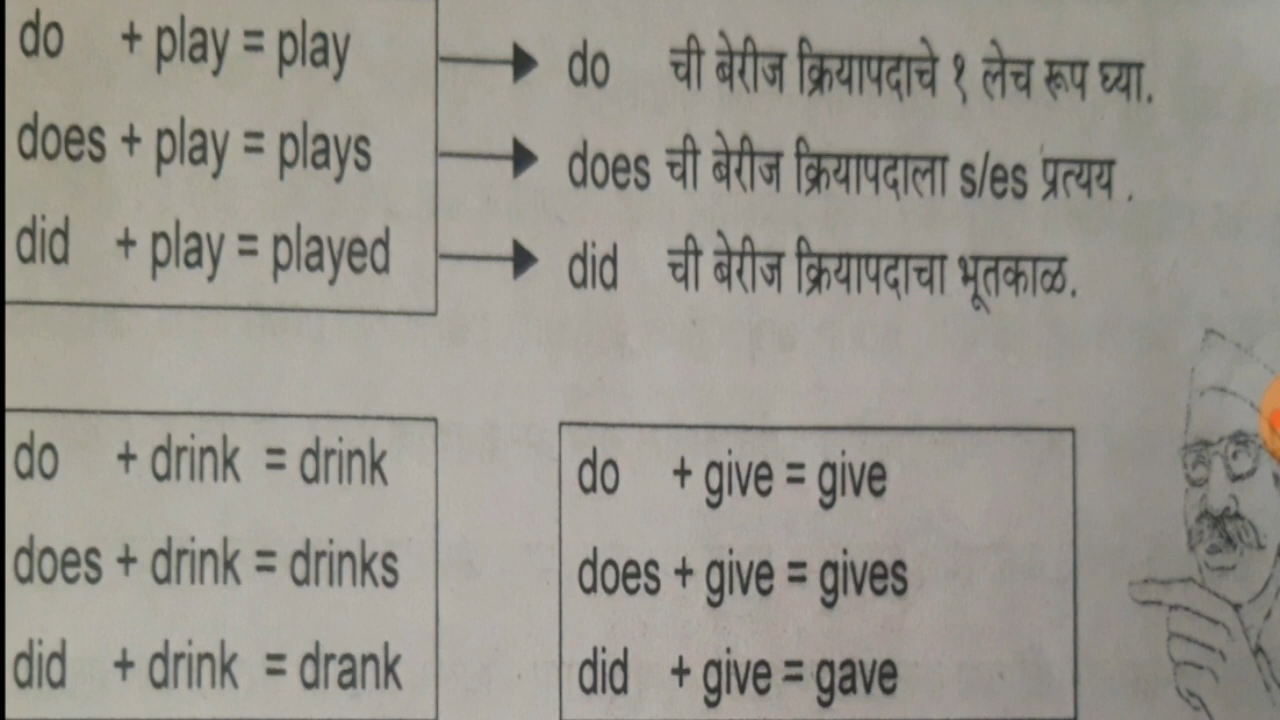 do + play = play → do ची बेरीज क्रियापदाचे १ लेच रूप घ्या.
does + play = plays → does ची बेरीज क्रियापदाला s/es प्रत्यय .
did + play = played → did ची बेरीज क्रियापदाचा भूतकाळ.
do + drink = drink
does + drink = drinks
did + drink = drank
do + give = give
does + give = gives
did + give = gave